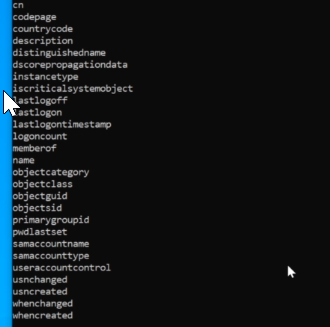 cn
codepage
countrycode
description
distinguishedname
dscorepropagationdata
instancetype
iscriticalsystemobject
lastlogoff
lastlogon
lastlogontimestamp
logoncount
memberof
name
objectcategory
objectclass
objectguid
objectsid
primarygroupid
pwdlastset
samaccountname
samaccounttype
useraccountcontrol
usnchanged
usncreated
whenchanged
whencreated